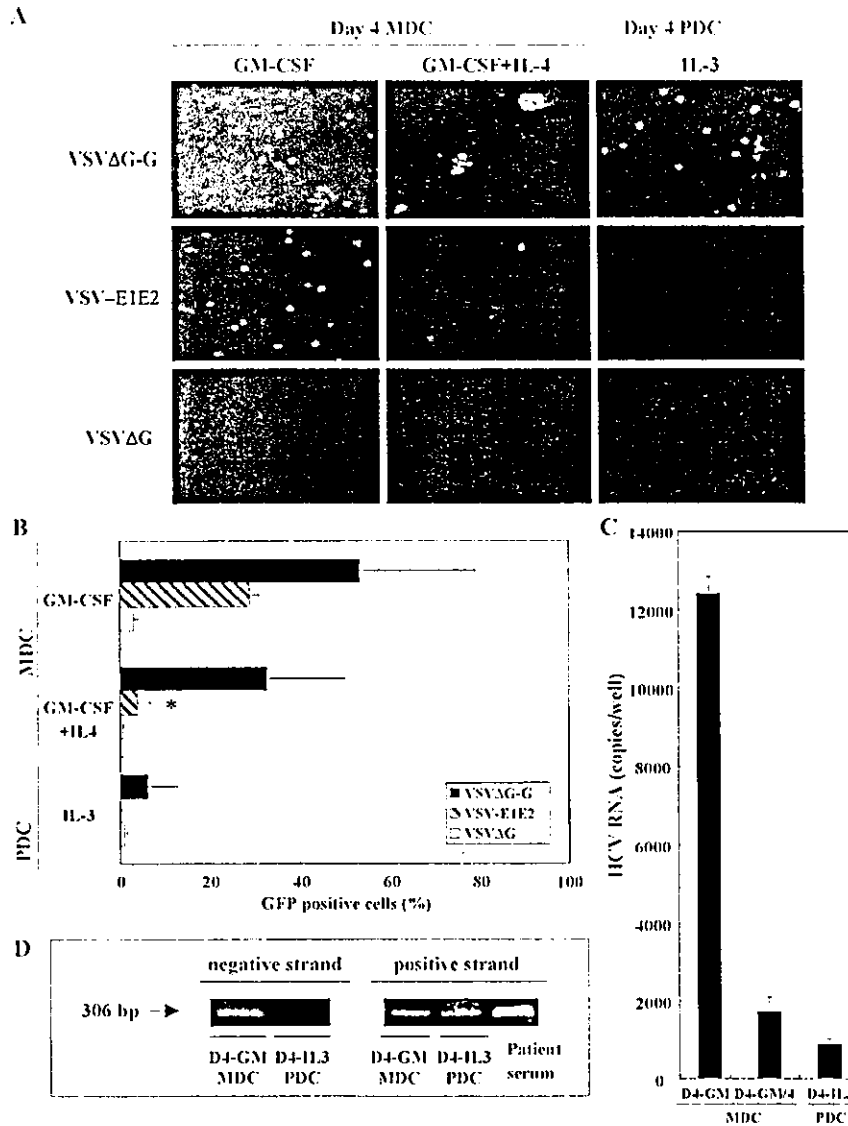 A
Day 4 MDC Day 4 PDC
GM-CSF GM-CSF+IL-4 IL-3
VSVΔG-G
VSV-E1E2
VSVΔG
B
MDC
GM-CSF
GM-CSF
+IL4
*
PDC
IL-3
VSVΔG-G
VSV-E1E2
VSVΔG
0 20 40 60 80 100
GFP positive cells (%)
C
HCV RNA (copies/well)
14000
12000
10000
8000
6000
4000
2000
0
D4-GM D4-GM/4 D4-IL3
MDC PDC
D
negative strand positive strand
306 bp →
D4-GM D4-IL3 D4-GM D4-IL3 Patient
MDC PDC MDC PDC serum